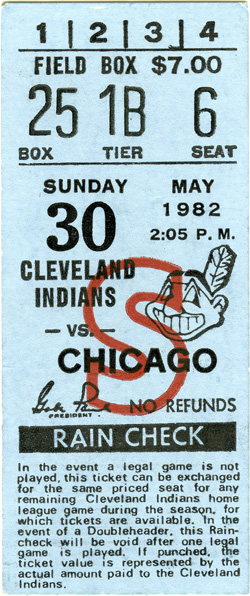 1 | 2 | 3 | 4
FIELD BOX $7.00
25 1B 6
BOX TIER SEAT
SUNDAY MAY
30 1982
2:05 P.M.
CLEVELAND
INDIANS
— VS. —
CHICAGO
S
PRESIDENT NO REFUNDS
RAIN CHECK
In the event a legal game is not
played, this ticket can be exchanged
for the same priced seat for any
remaining Cleveland Indians home
league game during the season, for
which tickets are available. In the
event of a Doubleheader, this Rain
check will be void after one legal
game is played. If punched, the
ticket value is represented by the
actual amount paid to the Cleveland
Indians.